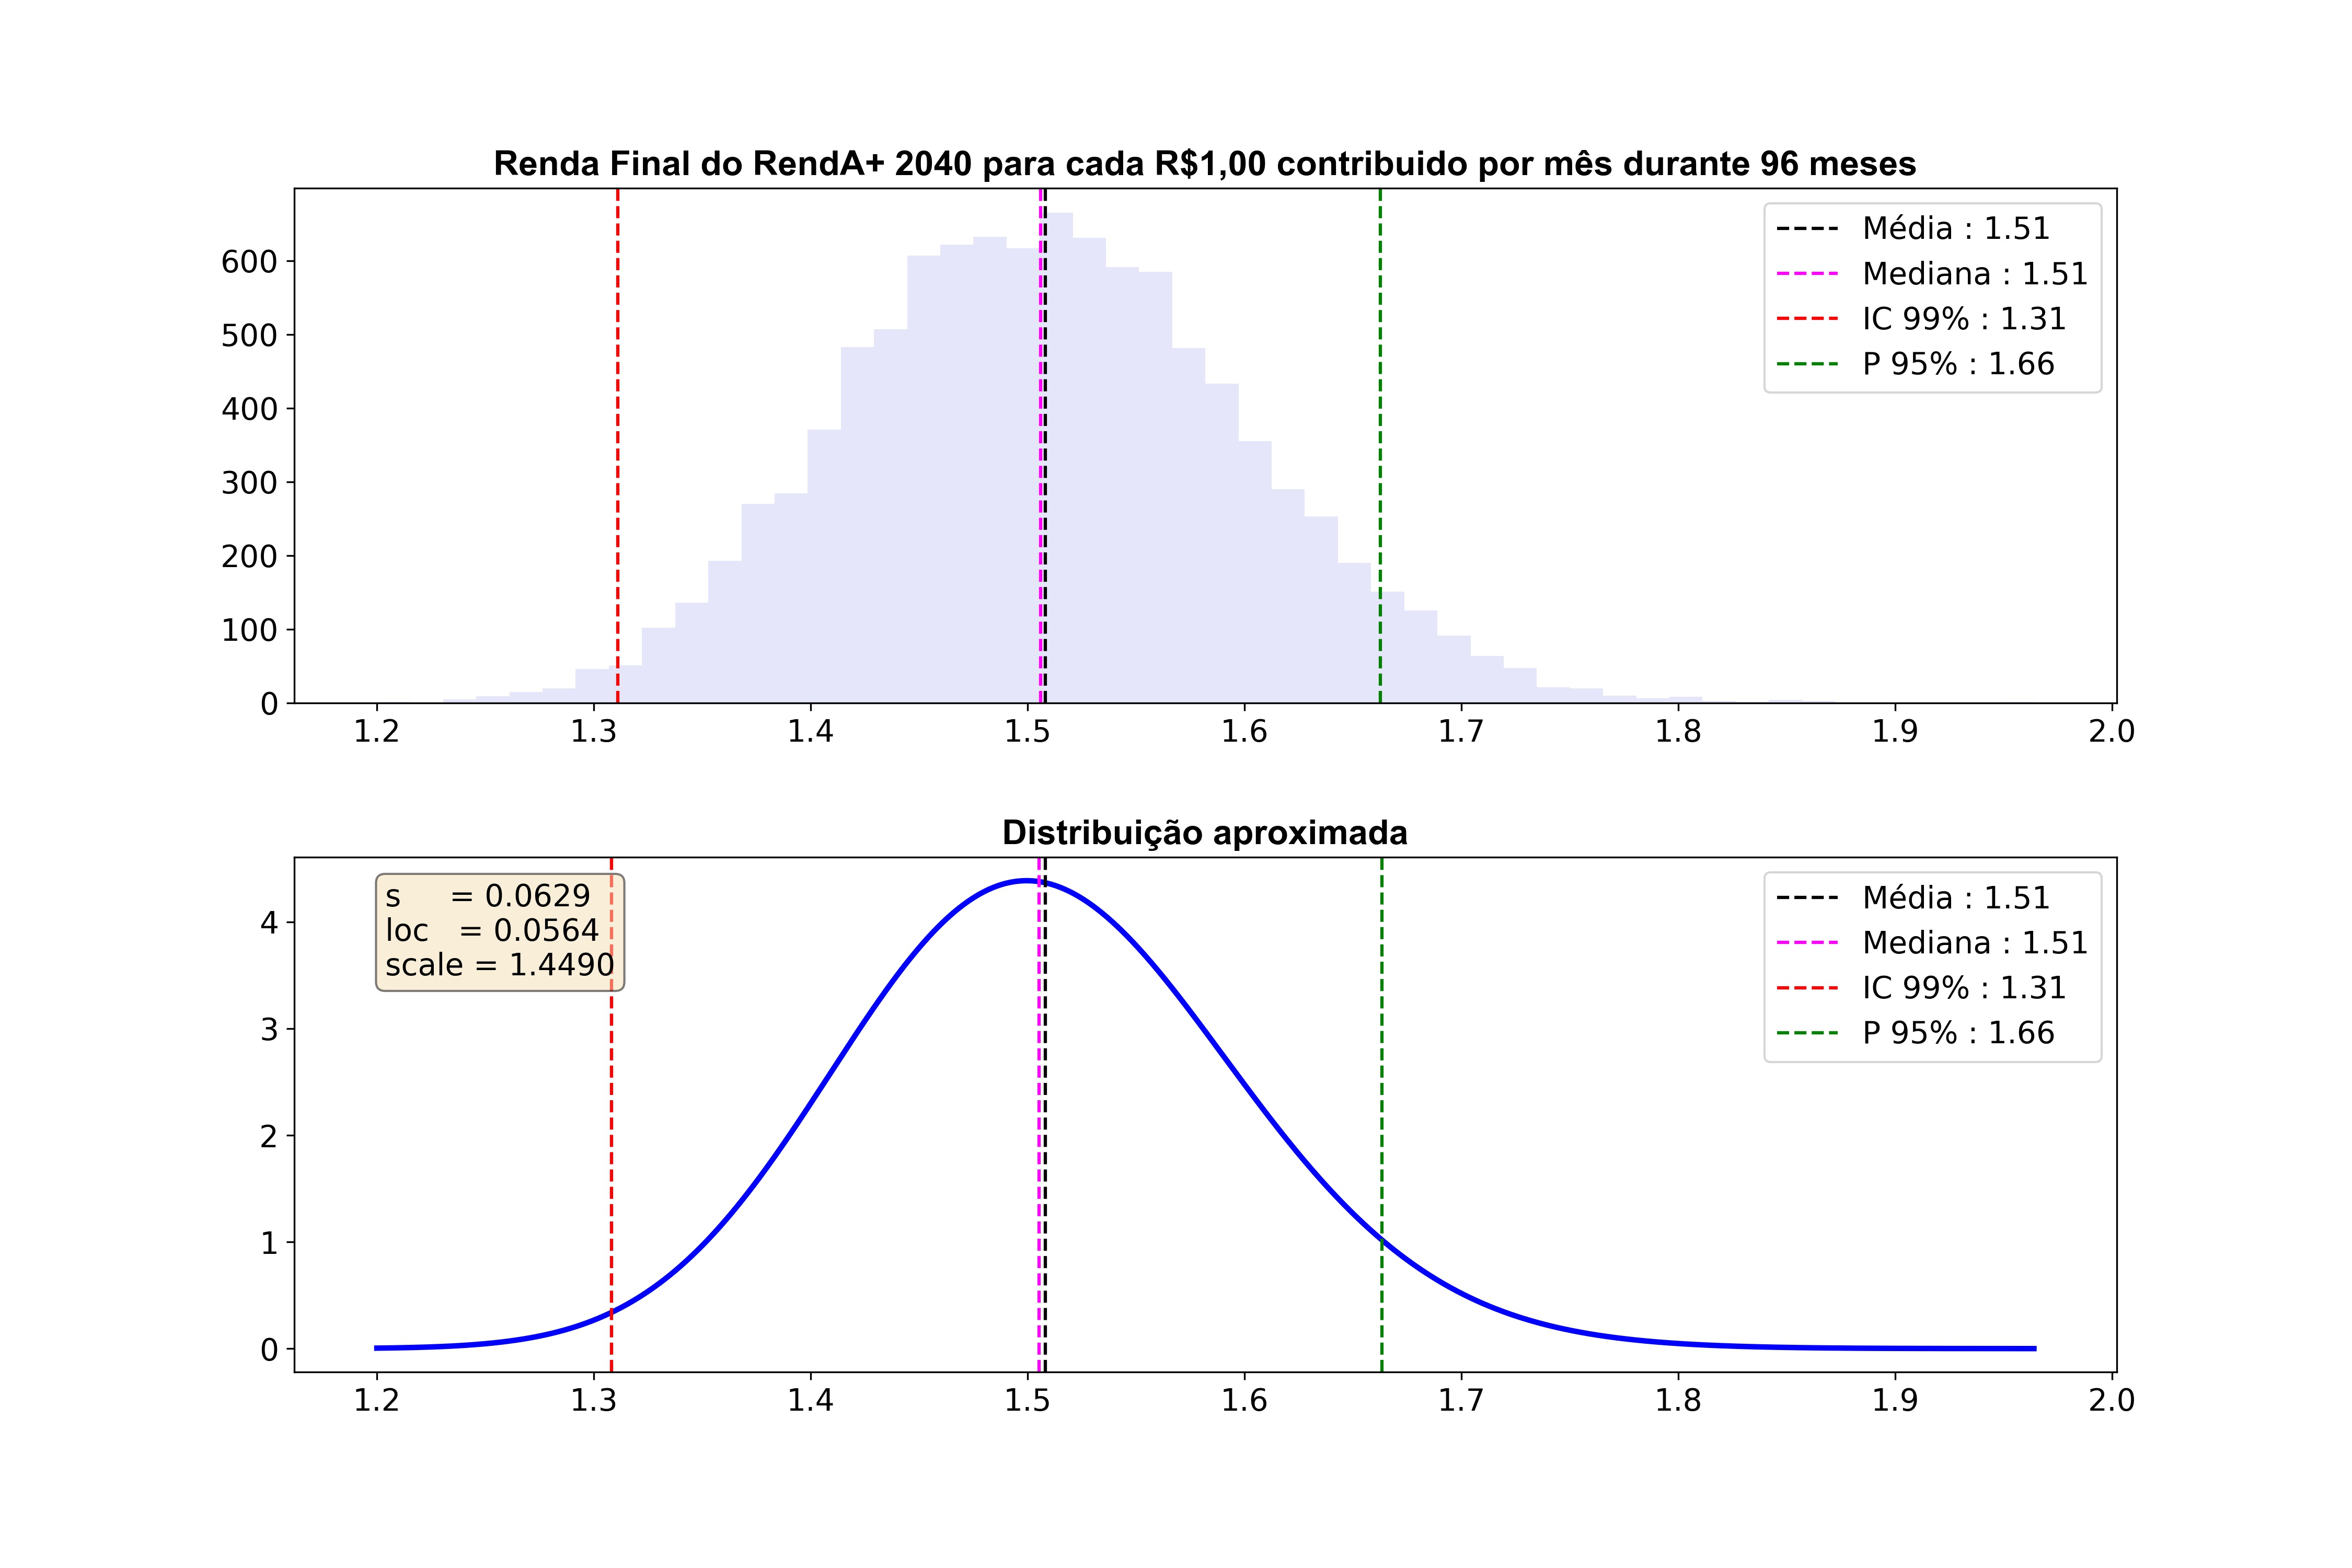 Renda Final do RendA+ 2040 para cada R$1,00 contribuido por mês durante 96 meses
Média : 1.51
Mediana : 1.51
IC 99% : 1.31
P 95% : 1.66
600
500
400
300
200
100
0
1.2 1.3 1.4 1.5 1.6 1.7 1.8 1.9 2.0
Distribuição aproximada
s = 0.0629
loc = 0.0564
scale = 1.4490
Média : 1.51
Mediana : 1.51
IC 99% : 1.31
P 95% : 1.66
4
3
2
1
0
1.2 1.3 1.4 1.5 1.6 1.7 1.8 1.9 2.0